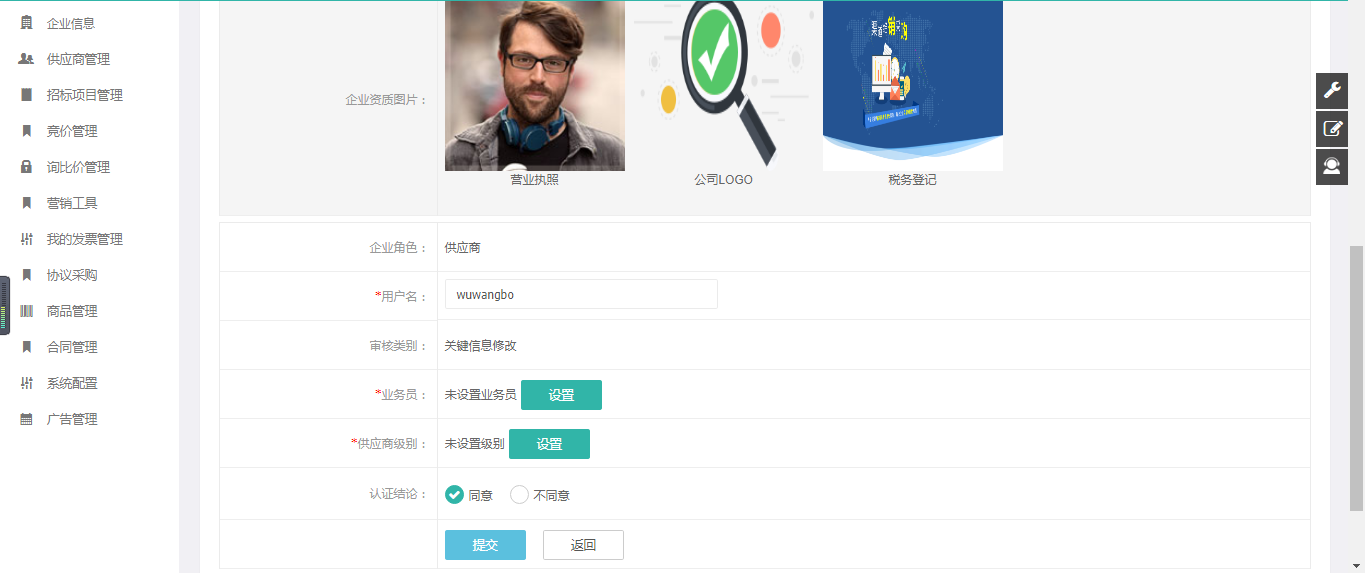 企业信息
供应商管理
招标项目管理
竞价管理
询比价管理
营销工具
我的发票管理
协议采购
商品管理
合同管理
系统配置
广告管理
企业资质图片：
营业执照
公司LOGO
税务登记
企业角色： 供应商
*用户名： wuwangbo
审核类别： 关键信息修改
*业务员： 未设置业务员 设置
*供应商级别： 未设置级别 设置
认证结论： 同意 不同意
提交 返回